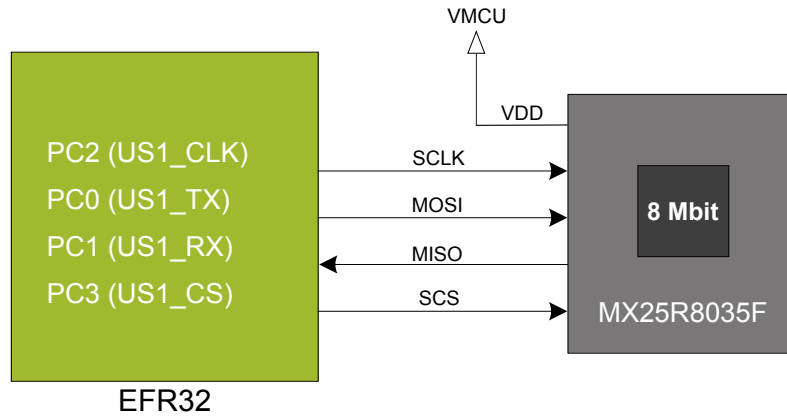 VMCU
VDD
PC2 (US1_CLK)
SCLK
PC0 (US1_TX)
MOSI
8 Mbit
PC1 (US1_RX)
MISO
PC3 (US1_CS)
SCS
MX25R8035F
EFR32